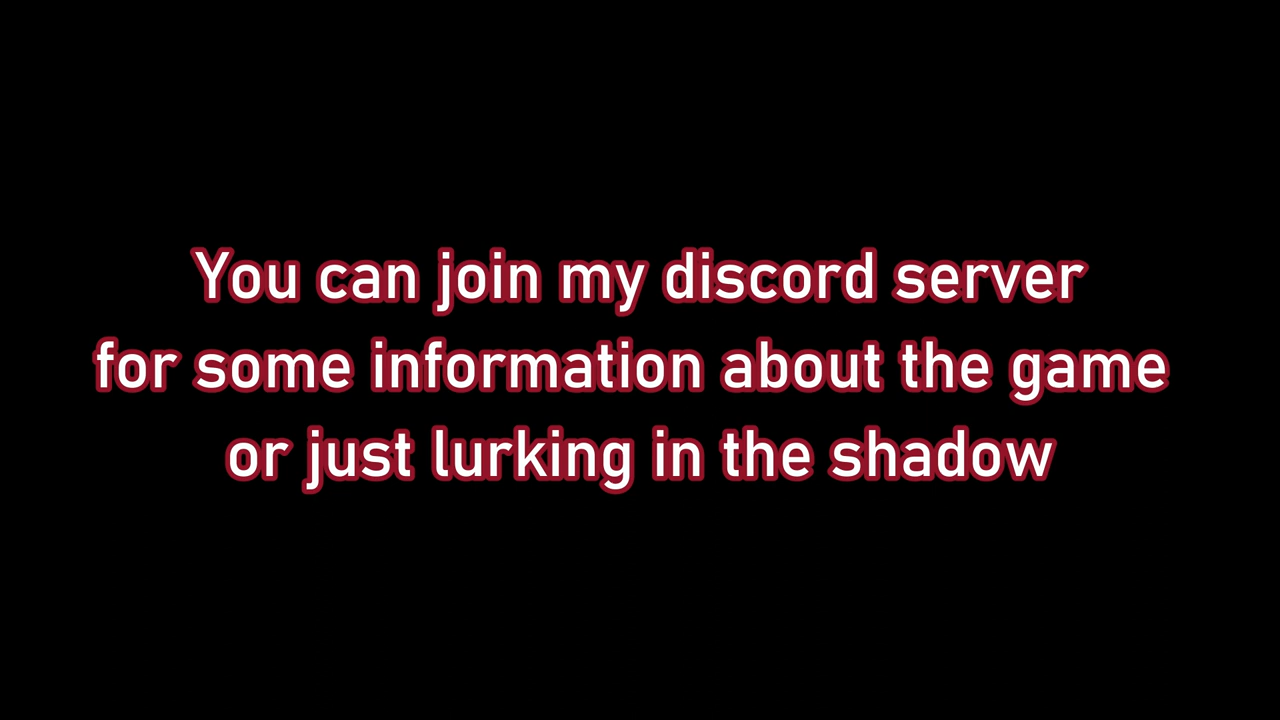 You can join my discord server
for some information about the game
or just lurking in the shadow